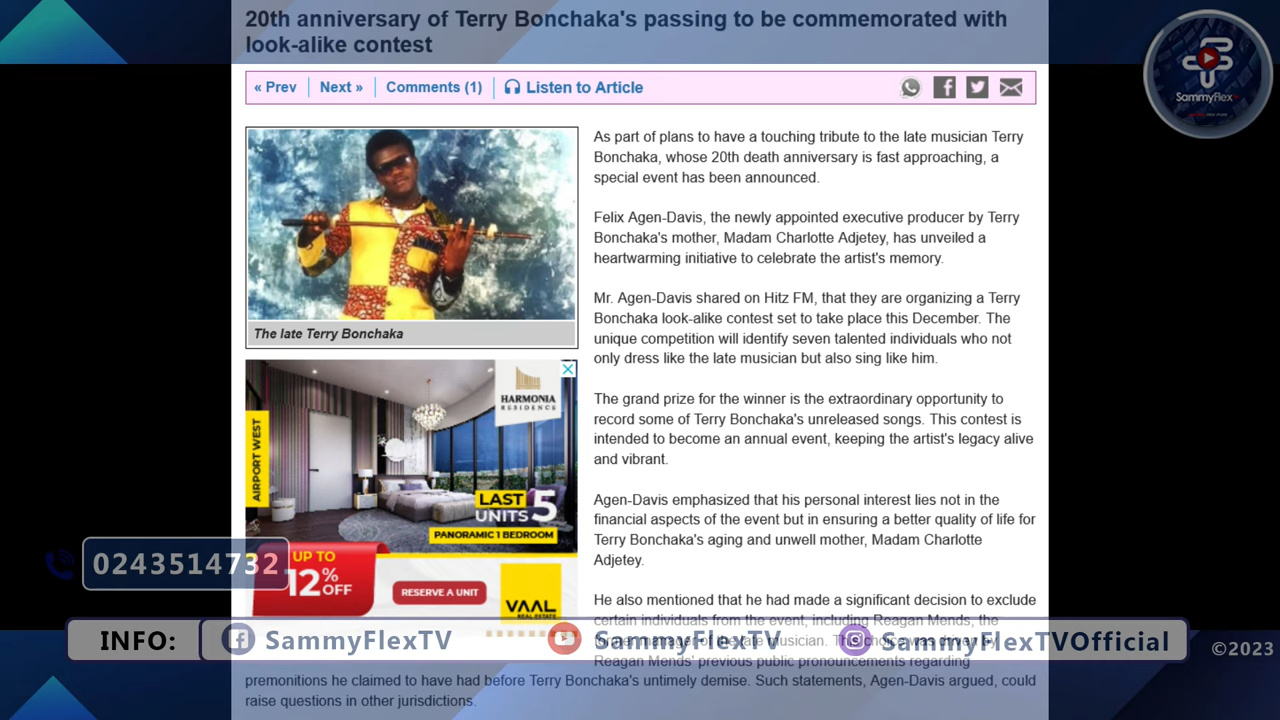 20th anniversary of Terry Bonchaka's passing to be commemorated with
look-alike contest
« Prev
Next »
Comments (1)
Listen to Article
SammyFlex
The late Terry Bonchaka
As part of plans to have a touching tribute to the late musician Terry
Bonchaka, whose 20th death anniversary is fast approaching, a
special event has been announced.
Felix Agen-Davis, the newly appointed executive producer by Terry
Bonchaka's mother, Madam Charlotte Adjetey, has unveiled a
heartwarming initiative to celebrate the artist's memory.
Mr. Agen-Davis shared on Hitz FM, that they are organizing a Terry
Bonchaka look-alike contest set to take place this December. The
unique competition will identify seven talented individuals who not
only dress like the late musician but also sing like him.
The grand prize for the winner is the extraordinary opportunity to
record some of Terry Bonchaka's unreleased songs. This contest is
intended to become an annual event, keeping the artist's legacy alive
and vibrant.
Agen-Davis emphasized that his personal interest lies not in the
financial aspects of the event but in ensuring a better quality of life for
Terry Bonchaka's aging and unwell mother, Madam Charlotte
Adjetey.
He also mentioned that he had made a significant decision to exclude
certain individuals from the event, including Reagan Mends, the
musician.
Reagan Mends' previous public pronouncements regarding
premonitions he claimed to have had before Terry Bonchaka's untimely demise. Such statements, Agen-Davis argued, could
raise questions in other jurisdictions.
HARMONIA
RESIDENCE
AIRPORT WEST
LAST 5
UNITS
PANORAMIC 1 BEDROOM
UP TO
12%
OFF
RESERVE A UNIT
VAAL
REAL ESTATE
0243514732
INFO:
SammyFlexTV
SammyFlexTV
SammyFlexTVOfficial
©2023